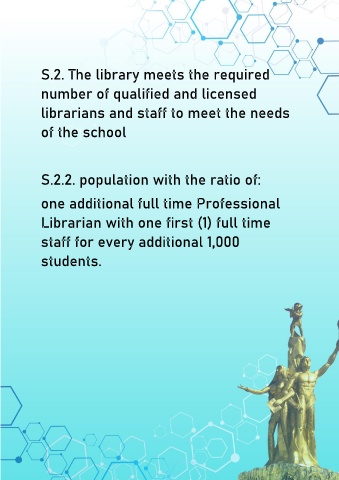 S.2. The library meets the required
number of qualified and licensed
librarians and staff to meet the needs
of the school
S.2.2. population with the ratio of:
one additional full time Professional
Librarian with one first (1) full time
staff for every additional 1,000
students.